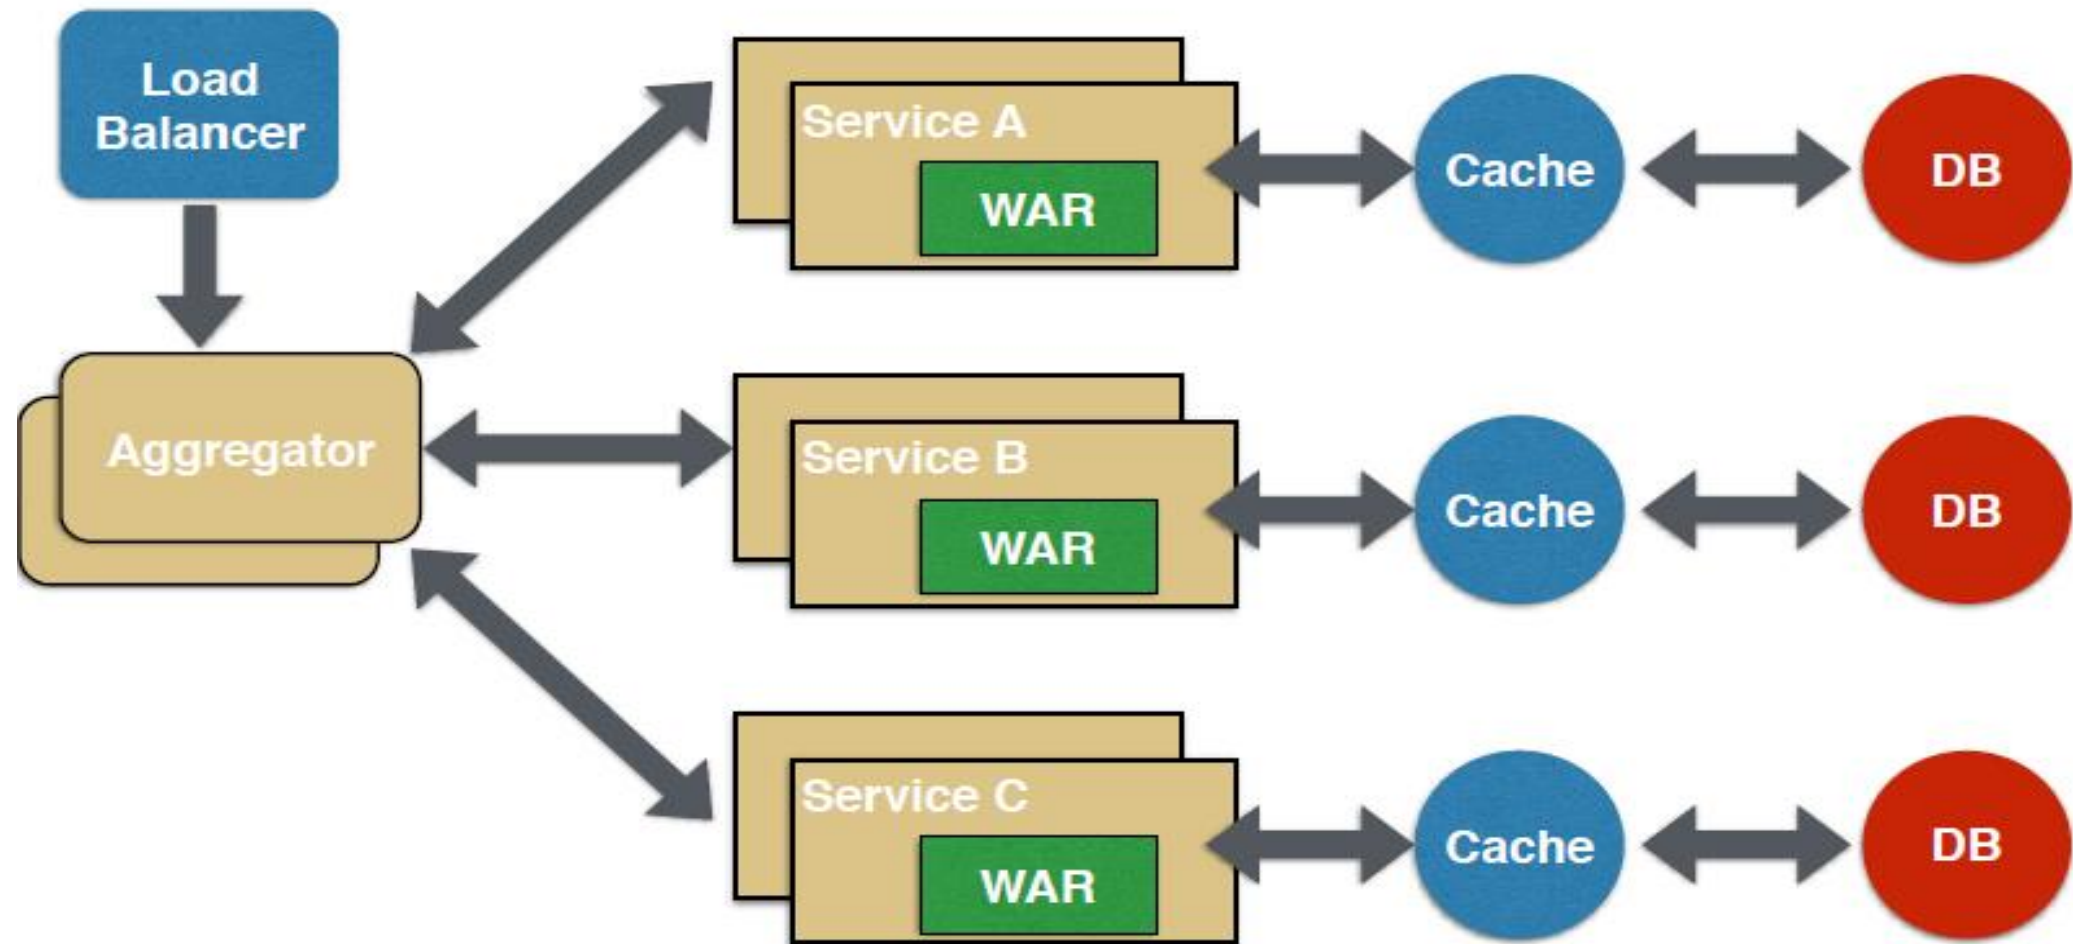 Load
Balancer
Aggregator
Service A
WAR
Cache
DB
Service B
WAR
Cache
DB
Service C
WAR
Cache
DB